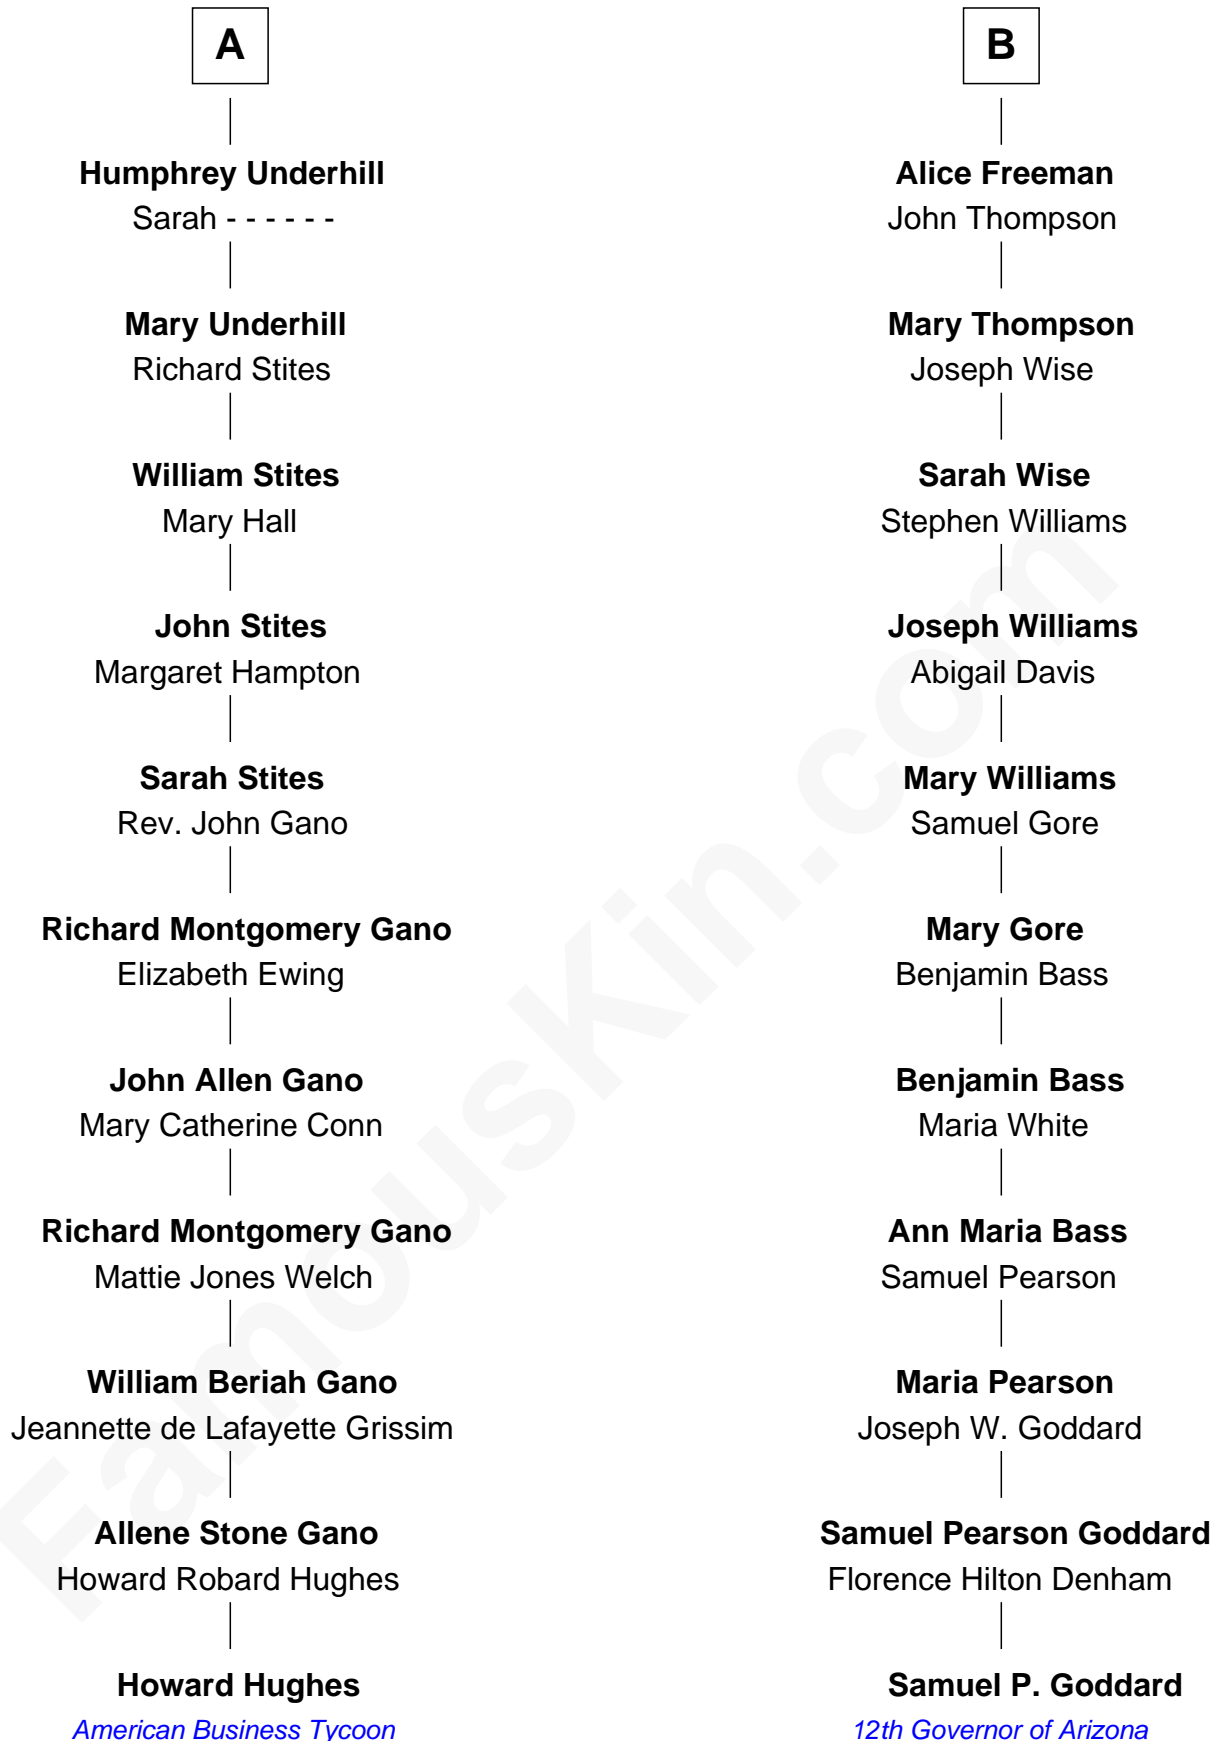 A
Humphrey Underhill
Sarah - - - - - -
Mary Underhill
Richard Stites
William Stites
Mary Hall
John Stites
Margaret Hampton
Sarah Stites
Rev. John Gano
Richard Montgomery Gano
Elizabeth Ewing
John Allen Gano
Mary Catherine Conn
Richard Montgomery Gano
Mattie Jones Welch
William Beriah Gano
Jeannette de Lafayette Grissim
Allene Stone Gano
Howard Robard Hughes
Howard Hughes
American Business Tycoon
B
Alice Freeman
John Thompson
Mary Thompson
Joseph Wise
Sarah Wise
Stephen Williams
Joseph Williams
Abigail Davis
Mary Williams
Samuel Gore
Mary Gore
Benjamin Bass
Benjamin Bass
Maria White
Ann Maria Bass
Samuel Pearson
Maria Pearson
Joseph W. Goddard
Samuel Pearson Goddard
Florence Hilton Denham
Samuel P. Goddard
12th Governor of Arizona
FamousKin.com